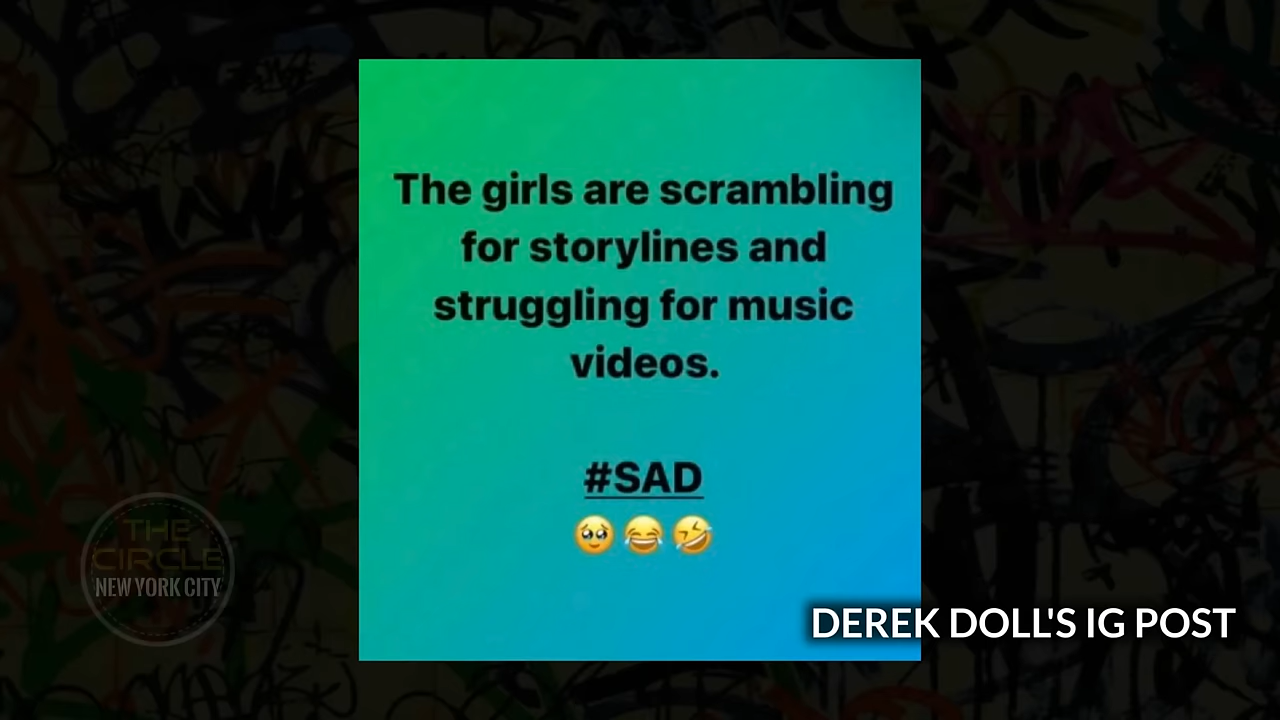 The girls are scrambling
for storylines and
struggling for music
videos.
#SAD
🥹😂🤣
THE
CIRCLE
NEW YORK CITY
DEREK DOLL'S IG POST